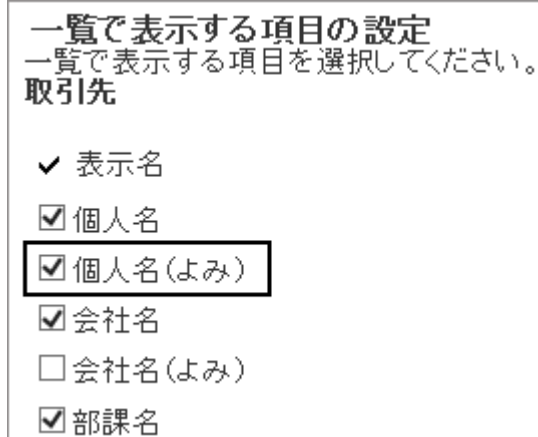 一覧で表示する項目の設定
一覧で表示する項目を選択してください。
取引先
表示名
個人名
個人名(よみ)
会社名
会社名(よみ)
部課名